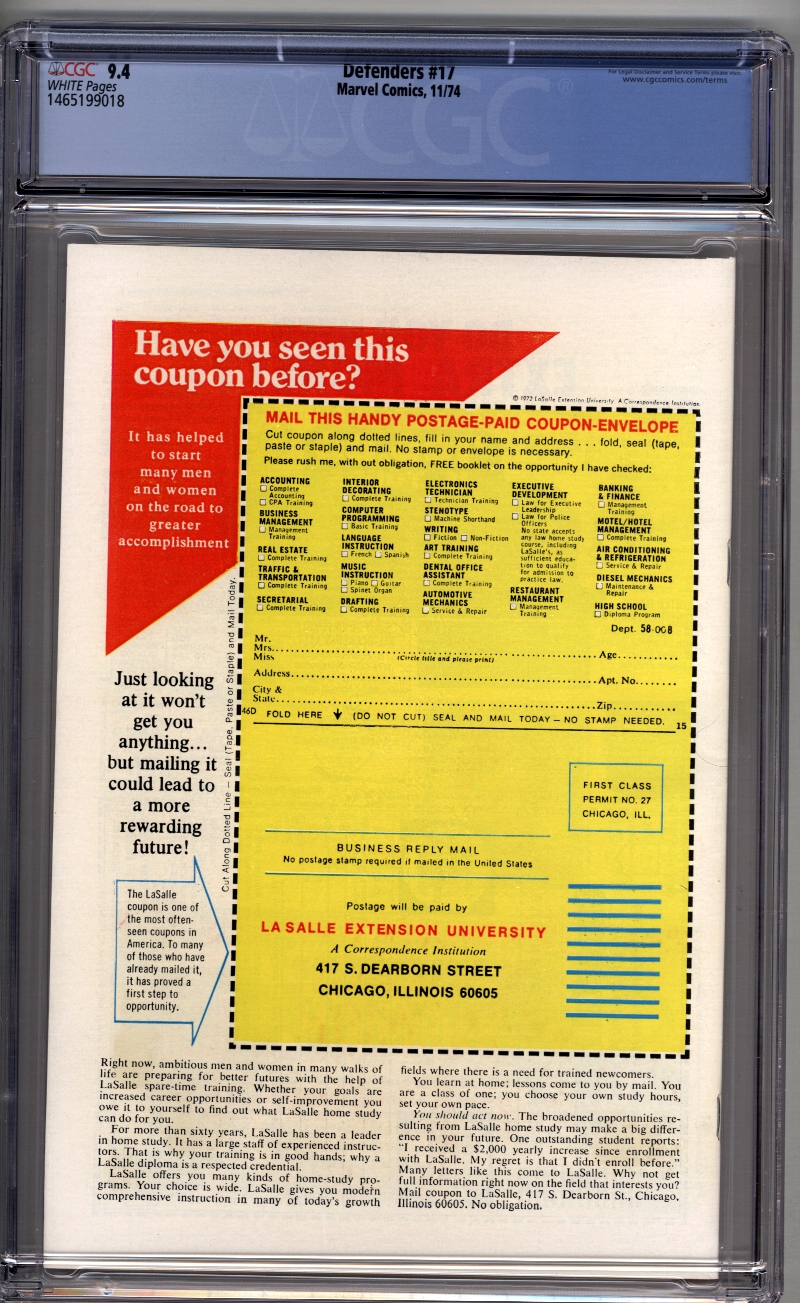 CGC 9.4
WHITE Pages
1465199018
Defenders #17
Marvel Comics, 11/74
For Legal Disclaimer and Service Terms please visit:
www.cgccomics.com/terms
CGC®
Have you seen this
coupon before?
It has helped
to start
many men
and women
on the road to
greater
accomplishment
© 1972 LaSalle Extension University A Correspondence Institution
MAIL THIS HANDY POSTAGE-PAID COUPON-ENVELOPE
Cut coupon along dotted lines, fill in your name and address . . . fold, seal (tape,
paste or staple) and mail. No stamp or envelope is necessary.
Please rush me, with out obligation, FREE booklet on the opportunity I have checked:
ACCOUNTING
☐ Complete
Accounting
☐ CPA Training
BUSINESS
MANAGEMENT
☐ Management
Training
REAL ESTATE
☐ Complete Training
TRAFFIC &
TRANSPORTATION
☐ Complete Training
SECRETARIAL
☐ Complete Training
INTERIOR
DECORATING
☐ Complete Training
COMPUTER
PROGRAMMING
☐ Basic Training
LANGUAGE
INSTRUCTION
☐ French ☐ Spanish
MUSIC
INSTRUCTION
☐ Piano ☐ Guitar
☐ Spinet Organ
DRAFTING
☐ Complete Training
ELECTRONICS
TECHNICIAN
☐ Technician Training
STENOTYPE
☐ Machine Shorthand
WRITING
☐ Fiction ☐ Non-Fiction
ART TRAINING
☐ Complete Training
DENTAL OFFICE
ASSISTANT
☐ Complete Training
AUTOMOTIVE
MECHANICS
☐ Service & Repair
EXECUTIVE
DEVELOPMENT
☐ Law for Executive
Leadership
☐ Law for Police
Officers
No state accepts
any law home study
course, including
LaSalle's, as
sufficient educa-
tion to qualify
for admission to
practice law.
RESTAURANT
MANAGEMENT
☐ Management
Training
BANKING
& FINANCE
☐ Management
Training
MOTEL/HOTEL
MANAGEMENT
☐ Complete Training
AIR CONDITIONING
& REFRIGERATION
☐ Service & Repair
DIESEL MECHANICS
☐ Maintenance &
Repair
HIGH SCHOOL
☐ Diploma Program
Dept. 58-008
Mr.
Mrs.
Miss (Circle title and please print) Age
Address Apt. No.
City &
State Zip
46D FOLD HERE (DO NOT CUT) SEAL AND MAIL TODAY — NO STAMP NEEDED. 15
Cut Along Dotted Line — Seal (Tape, Paste or Staple) and Mail Today.
Just looking
at it won't
get you
anything...
but mailing it
could lead to
a more
rewarding
future!
FIRST CLASS
PERMIT NO. 27
CHICAGO, ILL.
BUSINESS REPLY MAIL
No postage stamp required if mailed in the United States
Postage will be paid by
LA SALLE EXTENSION UNIVERSITY
A Correspondence Institution
417 S. DEARBORN STREET
CHICAGO, ILLINOIS 60605
The LaSalle
coupon is one of
the most often-
seen coupons in
America. To many
of those who have
already mailed it,
it has proved a
first step to
opportunity.
Right now, ambitious men and women in many walks of
life are preparing for better futures with the help of
LaSalle spare-time training. Whether your goals are
increased career opportunities or self-improvement you
owe it to yourself to find out what LaSalle home study
can do for you.
For more than sixty years, LaSalle has been a leader
in home study. It has a large staff of experienced instruc-
tors. That is why your training is in good hands; why a
LaSalle diploma is a respected credential.
LaSalle offers you many kinds of home-study pro-
grams. Your choice is wide. LaSalle gives you modern
comprehensive instruction in many of today's growth
fields where there is a need for trained newcomers.
You learn at home; lessons come to you by mail. You
are a class of one; you choose your own study hours,
set your own pace.
You should act now. The broadened opportunities re-
sulting from LaSalle home study may make a big differ-
ence in your future. One outstanding student reports:
"I received a $2,000 yearly increase since enrollment
with LaSalle. My regret is that I didn't enroll before."
Many letters like this come to LaSalle. Why not get
full information right now on the field that interests you?
Mail coupon to LaSalle, 417 S. Dearborn St., Chicago,
Illinois 60605. No obligation.